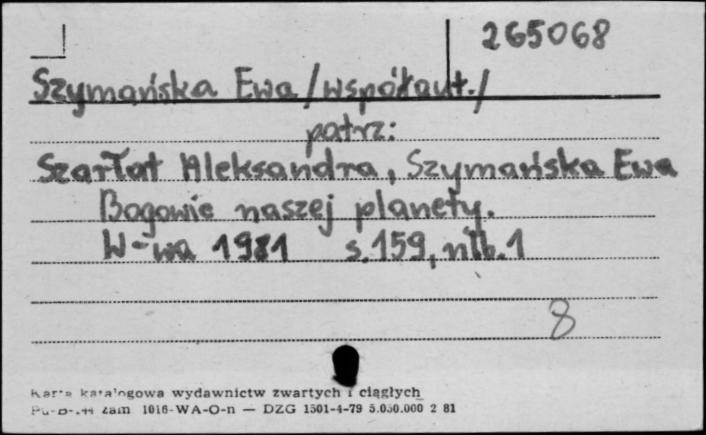 265068
Szymańska Ewa /współaut./
patrz:
Szarłat Aleksandra, Szymańska Ewa
Bogowie naszej planety.
W-wa 1981 s.159, nlb.1
8
Karta katalogowa wydawnictw zwartych i ciągłych
zam 1016-WA-O-n — DZG 1501-4-79 5.050.000 2 81